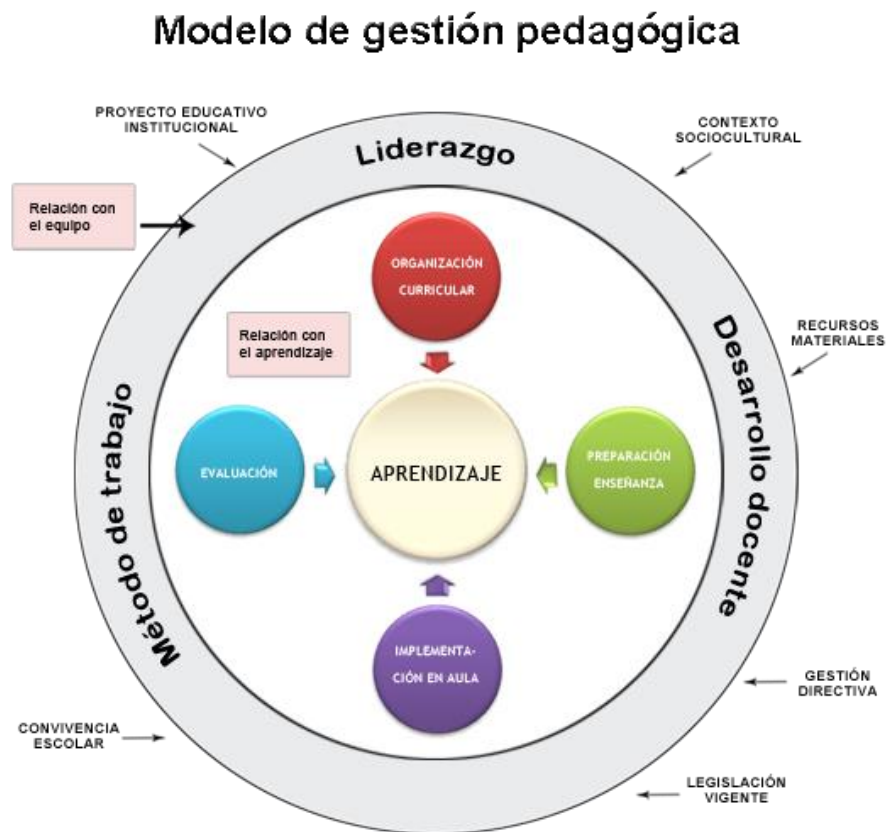 Modelo de gestión pedagógica
PROYECTO EDUCATIVO
INSTITUCIONAL
CONTEXTO
SOCIOCULTURAL
Liderazgo
Relación con
el equipo
ORGANIZACIÓN
CURRICULAR
Relación con
el aprendizaje
RECURSOS
MATERIALES
Desarrollo docente
Método de trabajo
EVALUACIÓN
APRENDIZAJE
PREPARACIÓN
ENSEÑANZA
IMPLEMENTA-
CIÓN EN AULA
GESTIÓN
DIRECTIVA
CONVIVENCIA
ESCOLAR
LEGISLACIÓN
VIGENTE